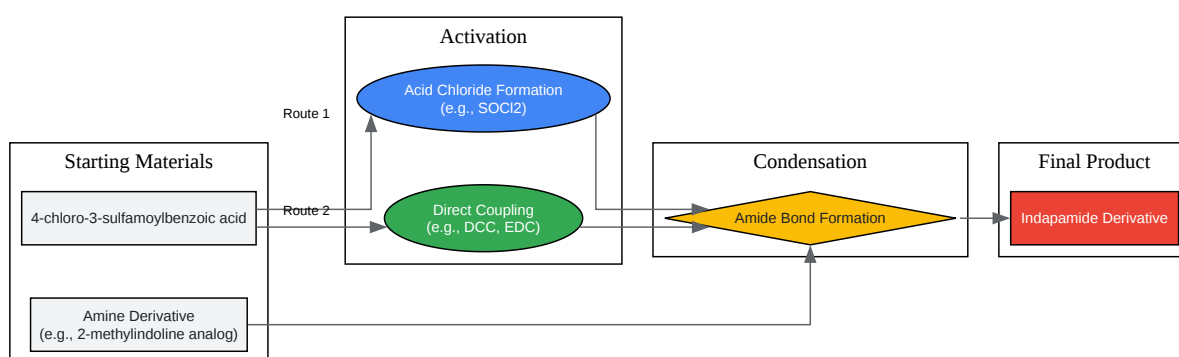 Activation
Acid Chloride Formation
(e.g., SOCl2)
Route 1
Starting Materials
Condensation
Final Product
4-chloro-3-sulfamoylbenzoic acid
Route 2
Direct Coupling
(e.g., DCC, EDC)
Amide Bond Formation
Indapamide Derivative
Amine Derivative
(e.g., 2-methylindoline analog)